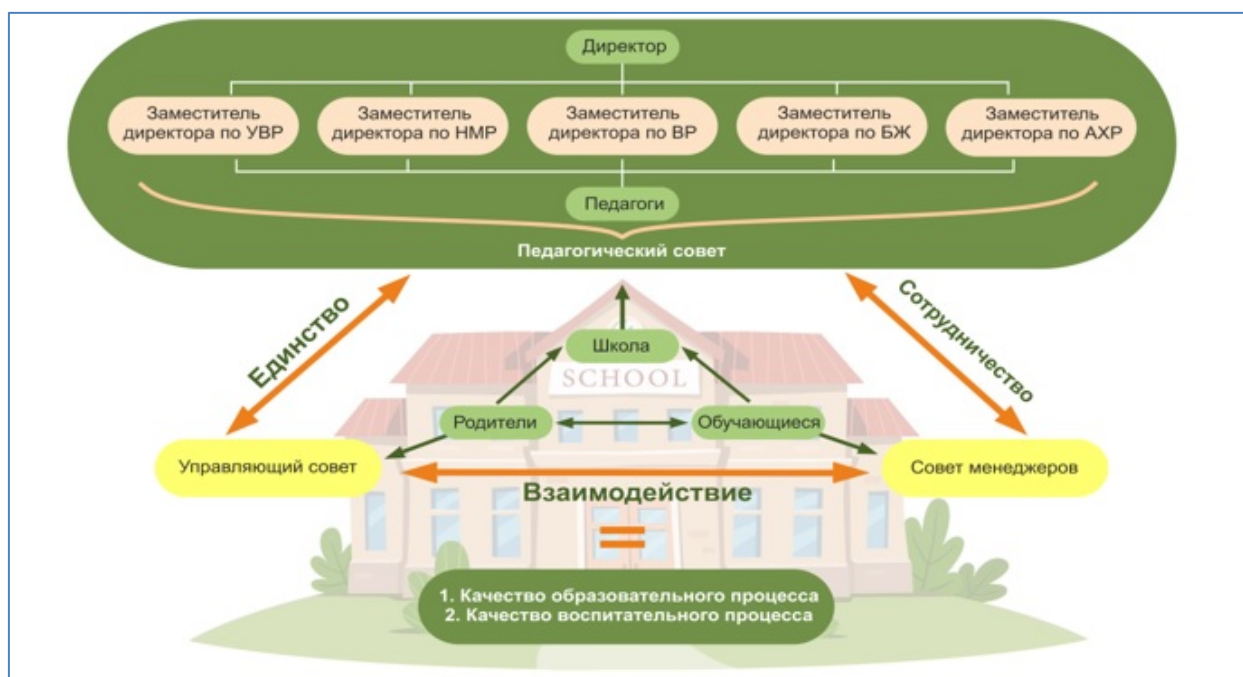 Директор
Заместитель
директора по УВР
Заместитель
директора по НМР
Заместитель
директора по ВР
Заместитель
директора по БЖ
Заместитель
директора по АХР
Педагоги
Педагогический совет
Единство
Сотрудничество
Школа
SCHOOL
Родители
Обучающиеся
Управляющий совет
Совет менеджеров
Взаимодействие
=
1. Качество образовательного процесса
2. Качество воспитательного процесса